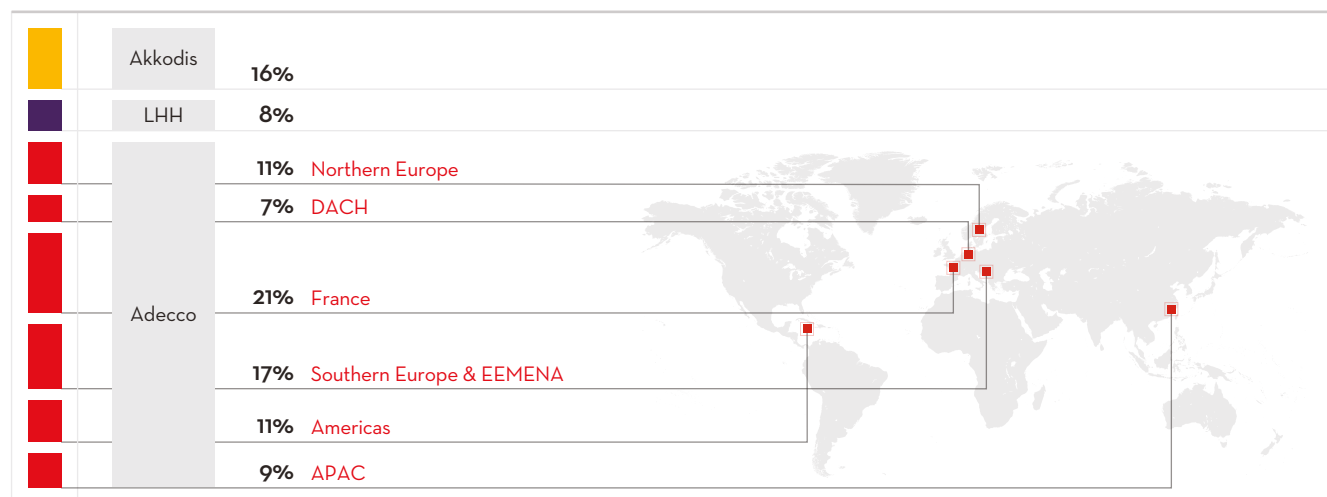 Akkodis
16%
LHH
8%
Adecco
11% Northern Europe
7% DACH
21% France
17% Southern Europe & EEMENA
11% Americas
9% APAC